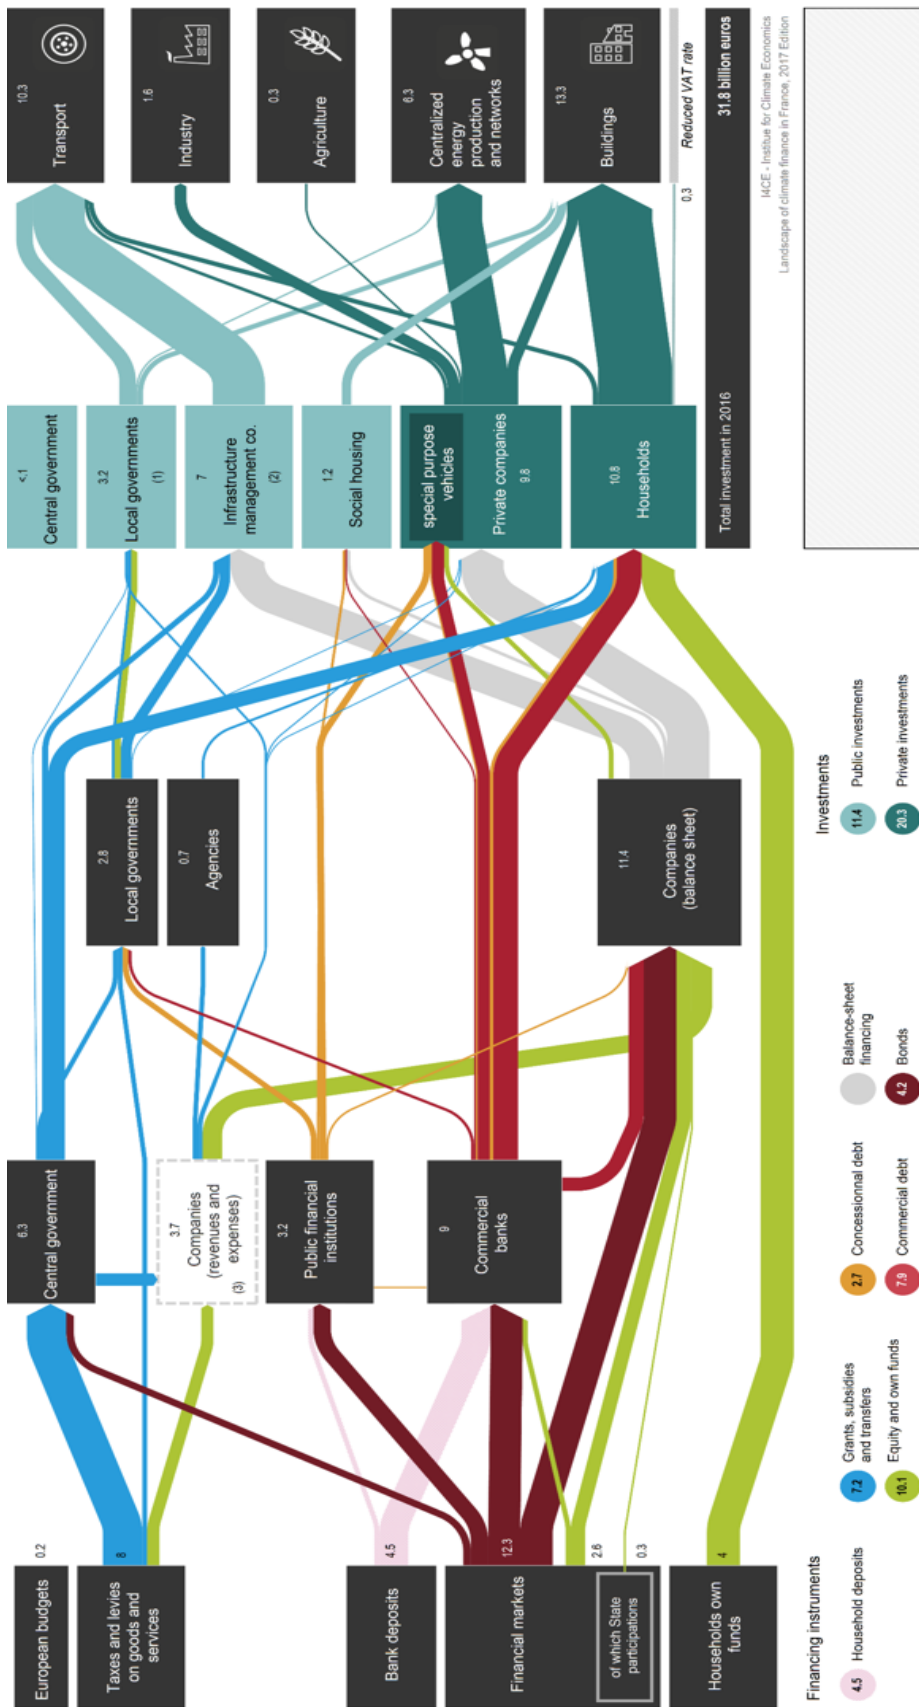 European budgets
0.2
Taxes and levies
on goods and
services
8
Bank deposits
4.5
Financial markets
12.3
2.6
of which State
participations
0.3
Households own
funds
4
Central government
6.3
Companies
(revenues and
expenses)
3.7
(3)
Public financial
institutions
3.2
Commercial
banks
9
Local governments
2.8
Agencies
0.7
Companies
(balance sheet)
11.4
Central government
<.1
Local governments
3.2
(1)
Infrastructure
management co.
7
(2)
Social housing
1.2
special purpose
vehicles
Private companies
9.8
Households
10.8
Transport
10.3
Industry
1.6
Agriculture
0.3
Centralized
energy
production
and networks
6.3
Buildings
13.3
0,3
Reduced VAT rate
Total investment in 2016
31.8 billion euros
I4CE - Institue for Climate Economics
Landscape of climate finance in France, 2017 Edition
Financing instruments
4.5 Household deposits
7.2 Grants, subsidies
and transfers
10.1 Equity and own funds
2.7 Concessionnal debt
7.9 Commercial debt
Balance-sheet
financing
4.2 Bonds
Investments
11.4 Public investments
20.3 Private investments